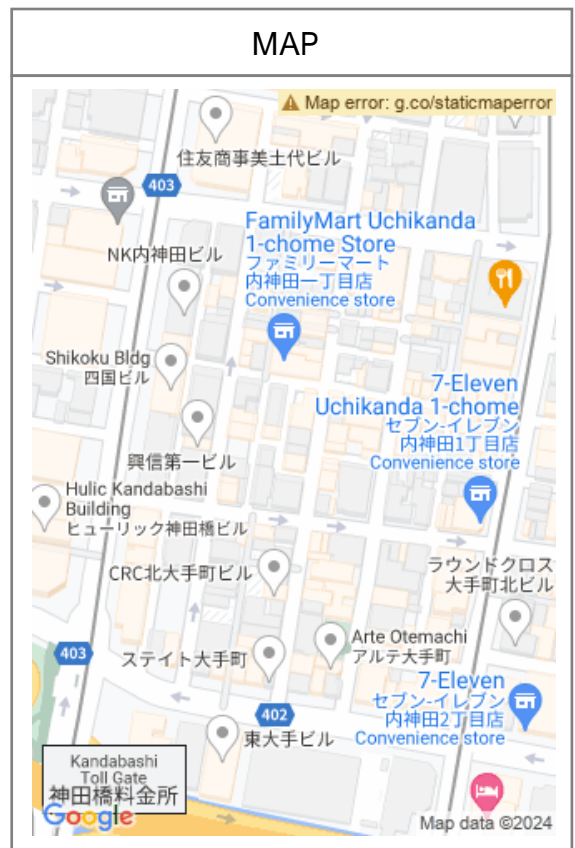 MAP
Map error: g.co/staticmaperror
住友商事美土代ビル
403
FamilyMart Uchikanda
1-chome Store
ファミリーマート
内神田一丁目店
Convenience store
NK内神田ビル
Shikoku Bldg
四国ビル
7-Eleven
Uchikanda 1-chome
セブン-イレブン
内神田1丁目店
Convenience store
興信第一ビル
Hulic Kandabashi
Building
ヒューリック神田橋ビル
CRC北大手町ビル
ラウンドクロス
大手町北ビル
403
ステイト大手町
Arte Otemachi
アルテ大手町
7-Eleven
セブン-イレブン
内神田2丁目店
Convenience store
402
東大手ビル
Kandabashi
Toll Gate
神田橋料金所
Google
Map data ©2024